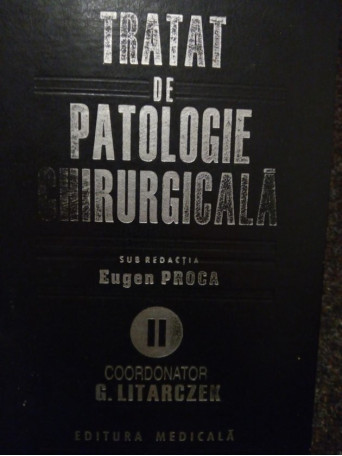 TRATAT
DE
PATOLOGIE
CHIRURGICALĂ
SUB REDACȚIA
Eugen PROCA
II
COORDONATOR
G. LITARCZEK
EDITURA MEDICALĂ